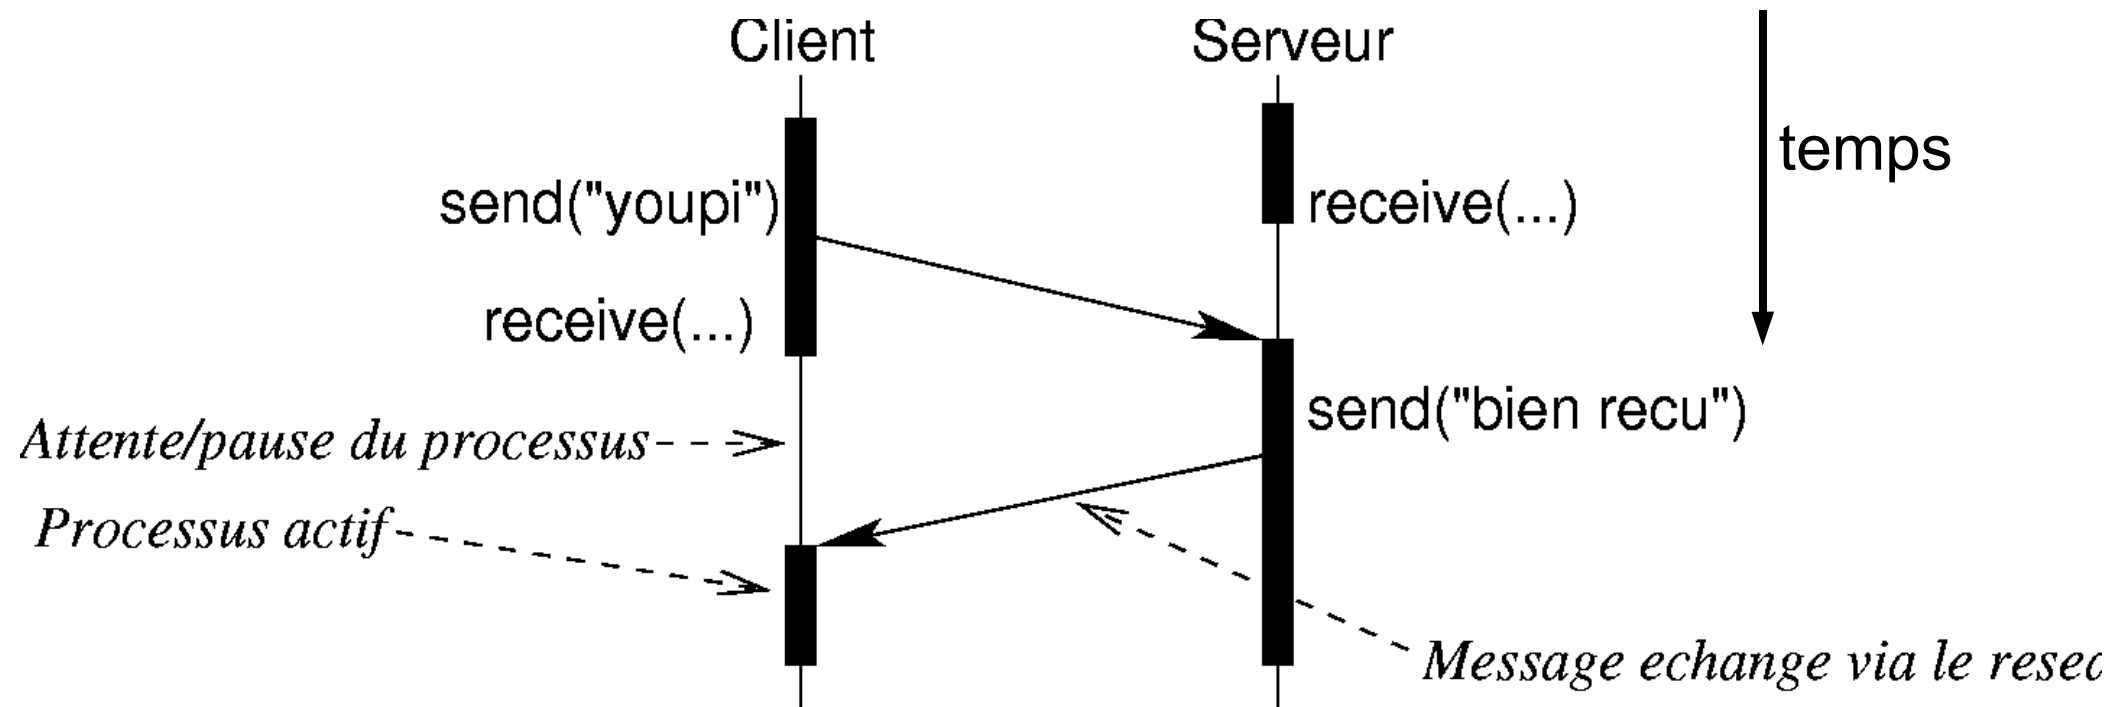 Client
Serveur
temps
send("youpi")
receive(...)
receive(...)
send("bien recu")
Attente/pause du processus
Processus actif
Message echange via le